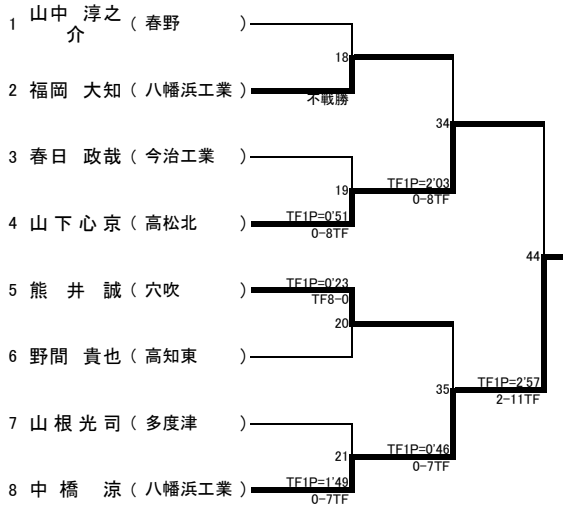 1 山中 淳之介 ( 春野 )
18
2 福岡 大知 ( 八幡浜工業 )
不戦勝
34
3 春日 政哉 ( 今治工業 )
19
TF1P=2'03
0-8TF
4 山下心京 ( 高松北 )
TF1P=0'51
0-8TF
44
5 熊井 誠 ( 穴吹 )
TF1P=0'23
TF8-0
20
6 野間 貴也 ( 高知東 )
35
TF1P=2'57
2-11TF
7 山根光司 ( 多度津 )
21
TF1P=0'46
0-7TF
8 中橋 涼 ( 八幡浜工業 )
TF1P=1'49
0-7TF